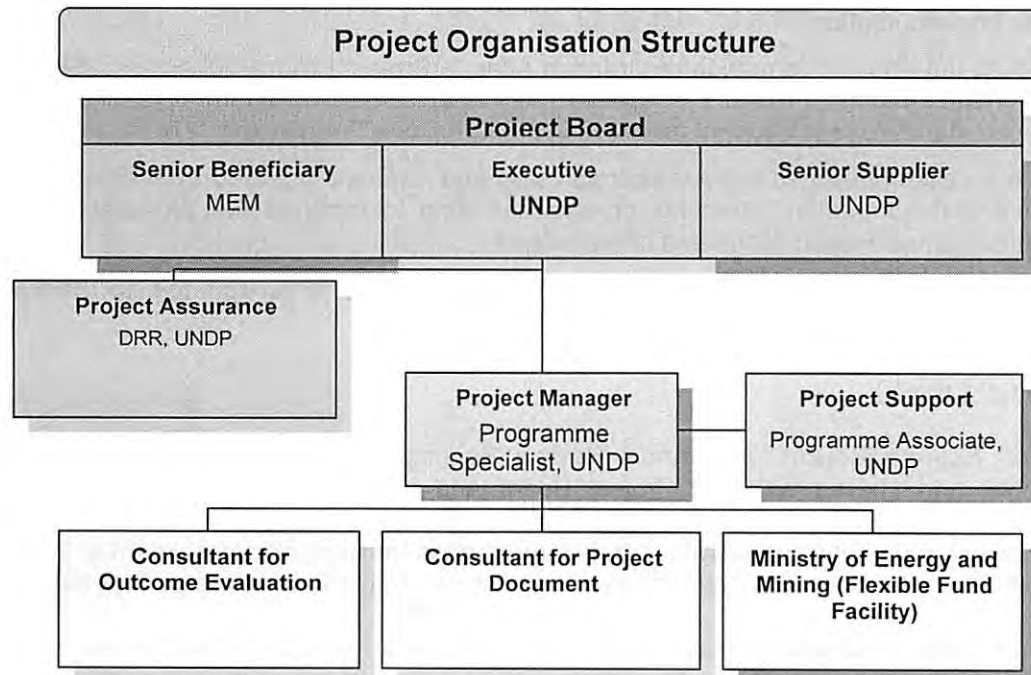 Project Organisation Structure
Project Board
Senior Beneficiary
MEM
Executive
UNDP
Senior Supplier
UNDP
Project Assurance
DRR, UNDP
Project Manager
Programme
Specialist, UNDP
Project Support
Programme Associate,
UNDP
Consultant for
Outcome Evaluation
Consultant for Project
Document
Ministry of Energy and
Mining (Flexible Fund
Facility)